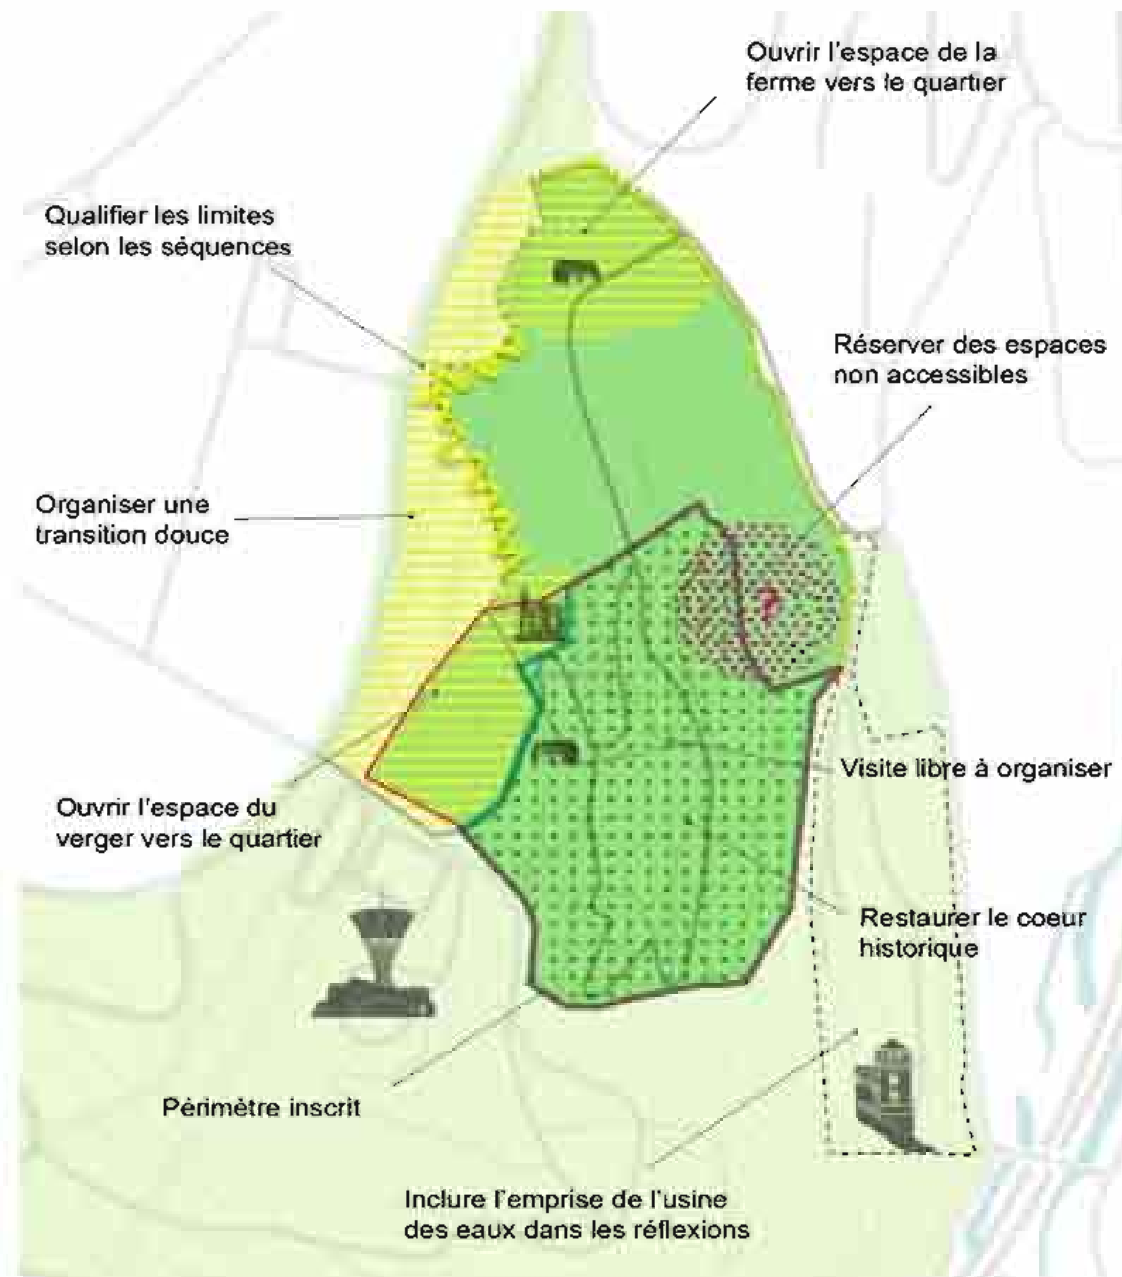 Ouvrir l'espace de la
ferme vers le quartier
Qualifier les limites
selon les séquences
Réserver des espaces
non accessibles
Organiser une
transition douce
?
Visite libre à organiser
Ouvrir l'espace du
verger vers le quartier
Restaurer le coeur
historique
Périmètre inscrit
Inclure l'emprise de l'usine
des eaux dans les réflexions